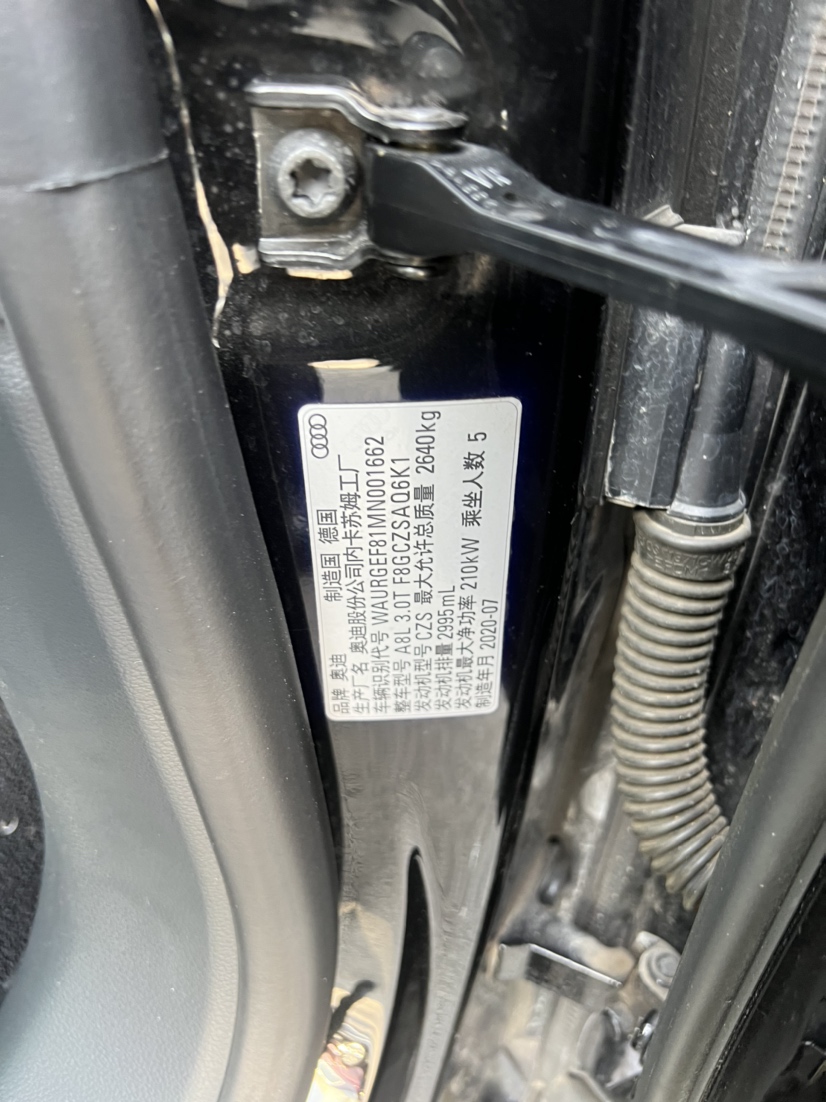 品牌 奥迪 制造国 德国
生产厂名 奥迪股份公司内卡苏姆工厂
车辆识别代号 WAURGEF81MN001662
整车型号 A8L 3.0T F8GCZSAQ6K1
发动机型号 CZS 最大允许总质量 2640kg
发动机排量 2995mL
发动机最大净功率 210KW 乘坐人数 5
制造年月 2020-07